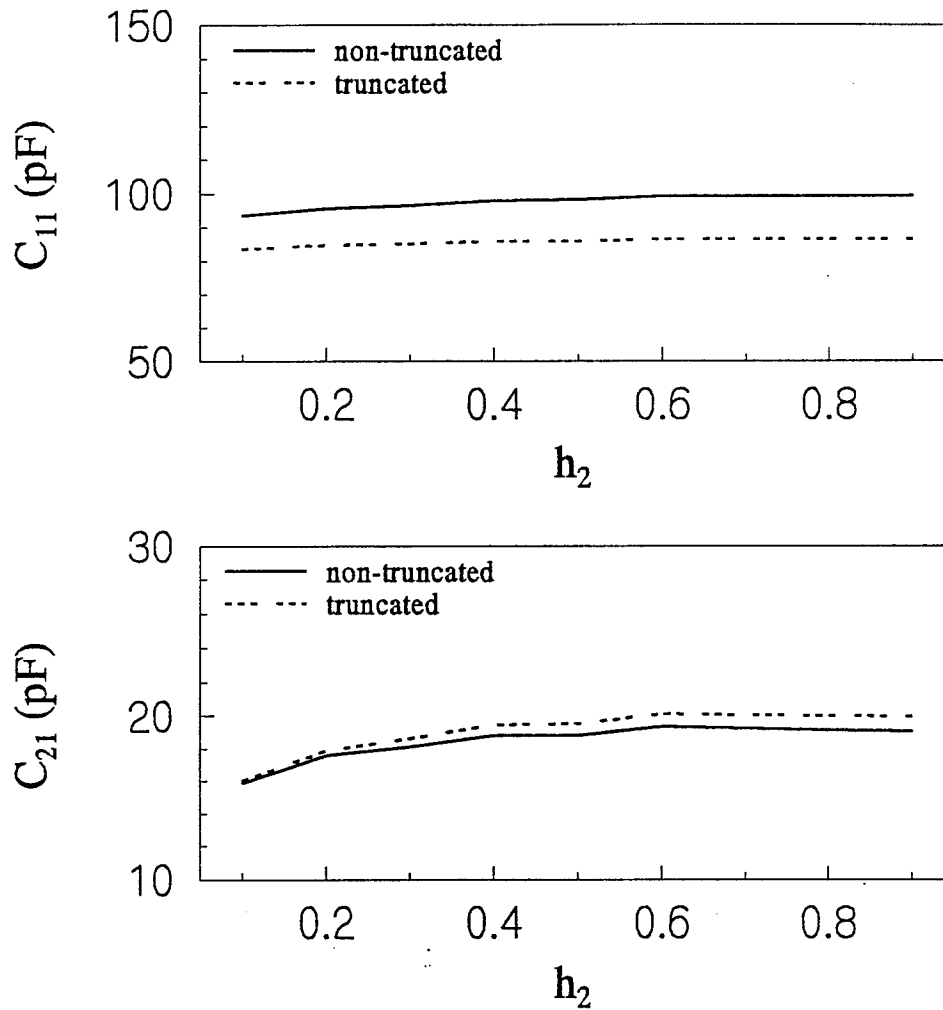 150
non-truncated
truncated
C₁₁ (pF)
100
50
0.2 0.4 0.6 0.8
h₂
30
non-truncated
truncated
C₂₁ (pF)
20
10
0.2 0.4 0.6 0.8
h₂